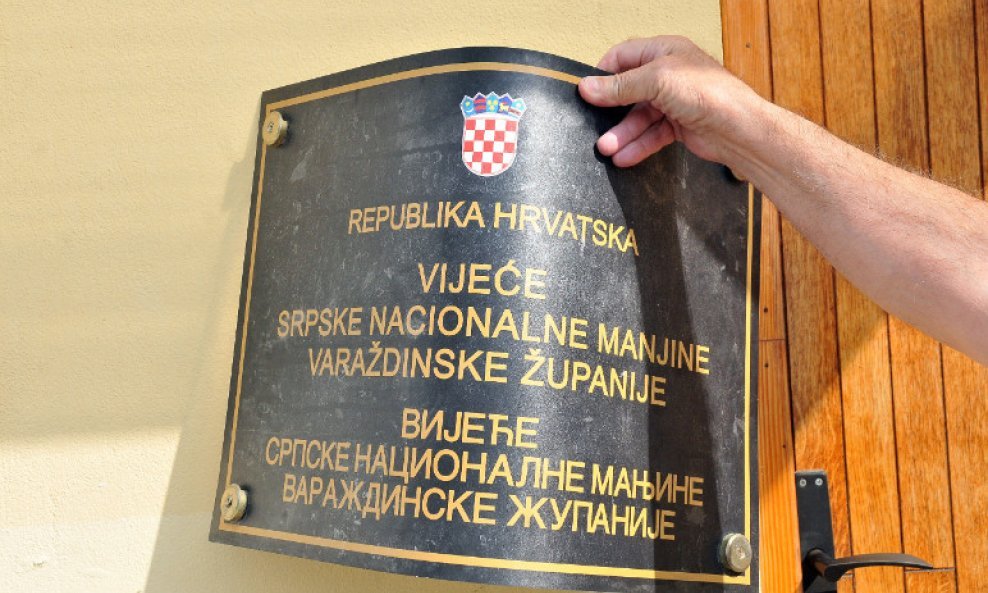 REPUBLIKA HRVATSKA
VIJEĆE
SRPSKE NACIONALNE MANJINE
VARAŽDINSKE ŽUPANIJE
ВИЈЕЋЕ
СРПСКЕ НАЦИОНАЛНЕ МАЊИНЕ
ВАРАЖДИНСКЕ ЖУПАНИЈЕ